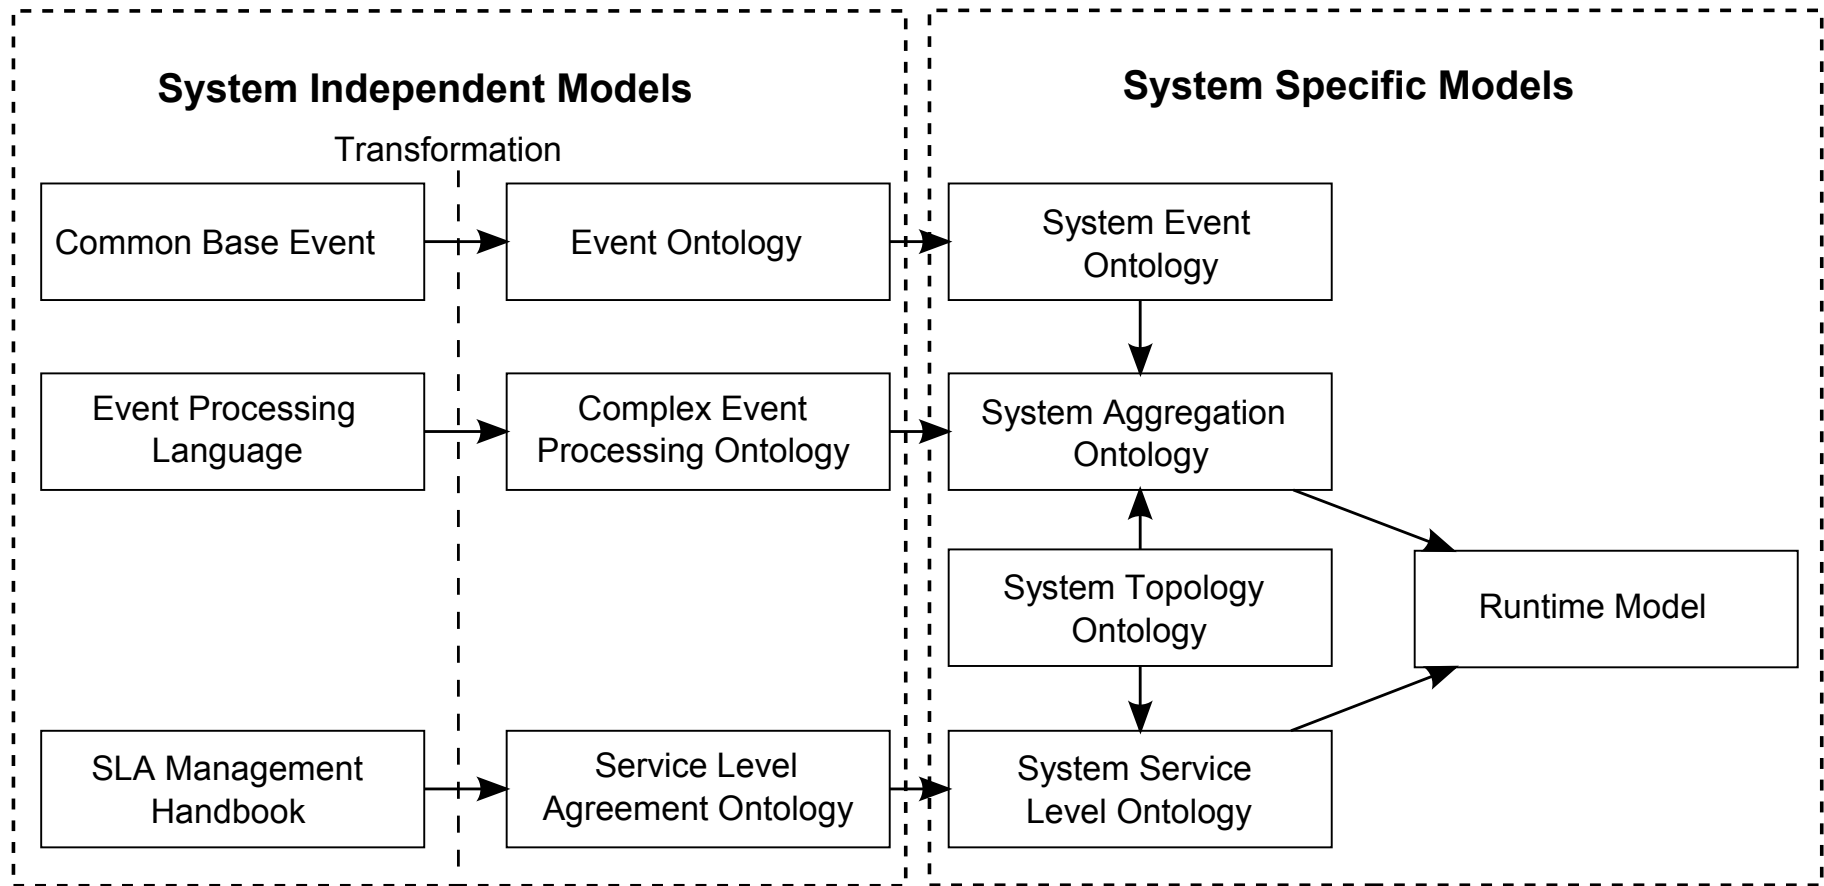 System Independent Models
System Specific Models
Transformation
Common Base Event
Event Ontology
System Event
Ontology
Event Processing
Language
Complex Event
Processing Ontology
System Aggregation
Ontology
System Topology
Ontology
Runtime Model
SLA Management
Handbook
Service Level
Agreement Ontology
System Service
Level Ontology